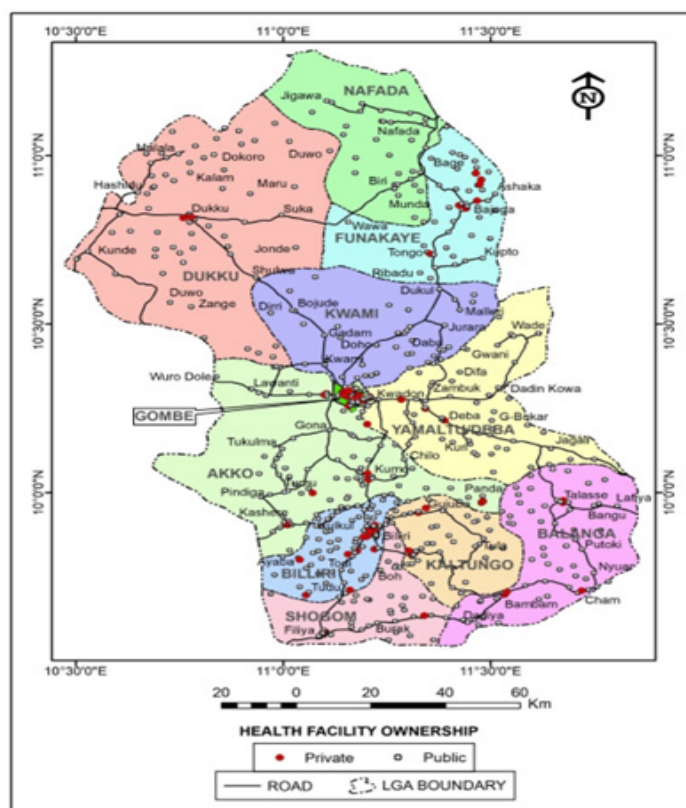 10°30'0"E 11°0'0"E 11°30'0"E
NAFADA
Jigawa
Nafada
N
11°0'0"N
11°0'0"N
Malala
Dokoro
Duwo
Bage
Hashidu
Kalam
Maru
Biri
Ashaka
Dukku
Suka
Munda
Bajoga
Wawa
FUNAKAYE
Kunde
Jonde
Tongo
Kupto
DUKKU
Shulwe
Ribadu
Duwo
Zange
Dirri
Bojude
KWAMI
Dukul
Malleri
10°30'0"N
10°30'0"N
Gadam
Dohou
Jurara
Wade
Kwami
Daba
Gwani
Difa
Wuro Dole
Lawanti
Zambuk
Dadin Kowa
GOMBE
Kwadon
Deba
G-Bukar
Gona
YAMALTU/DEBA
Tukulma
Kuri
Jagali
Chilo
AKKO
Kumo
10°0'0"N
10°0'0"N
Pindiga
Panda
Talasse
Kashere
Bangu
BALANGA
Billiri
Putoki
Ayaba
Todi
Tula
KALTUNGO
Nyuar
BILLIRI
Boh
Tudu
Bambam
Cham
SHOGOM
Dadiya
Filiya
Burak
10°30'0"E 11°0'0"E 11°30'0"E
20 0 20 40 60
Km
HEALTH FACILITY OWNERSHIP
Private Public
ROAD LGA BOUNDARY